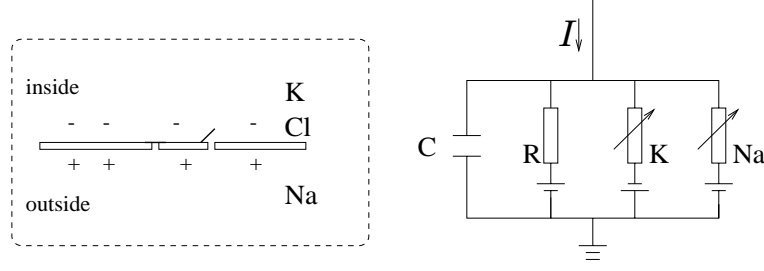 inside
K
- - - -
Cl
+ + + +
Na
outside
I
C
R
K
Na